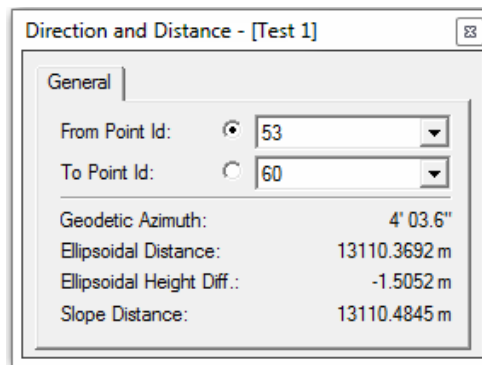 Direction and Distance - [Test 1]
General
From Point Id: 53
To Point Id: 60
Geodetic Azimuth: 4' 03.6"
Ellipsoidal Distance: 13110.3692 m
Ellipsoidal Height Diff.: -1.5052 m
Slope Distance: 13110.4845 m